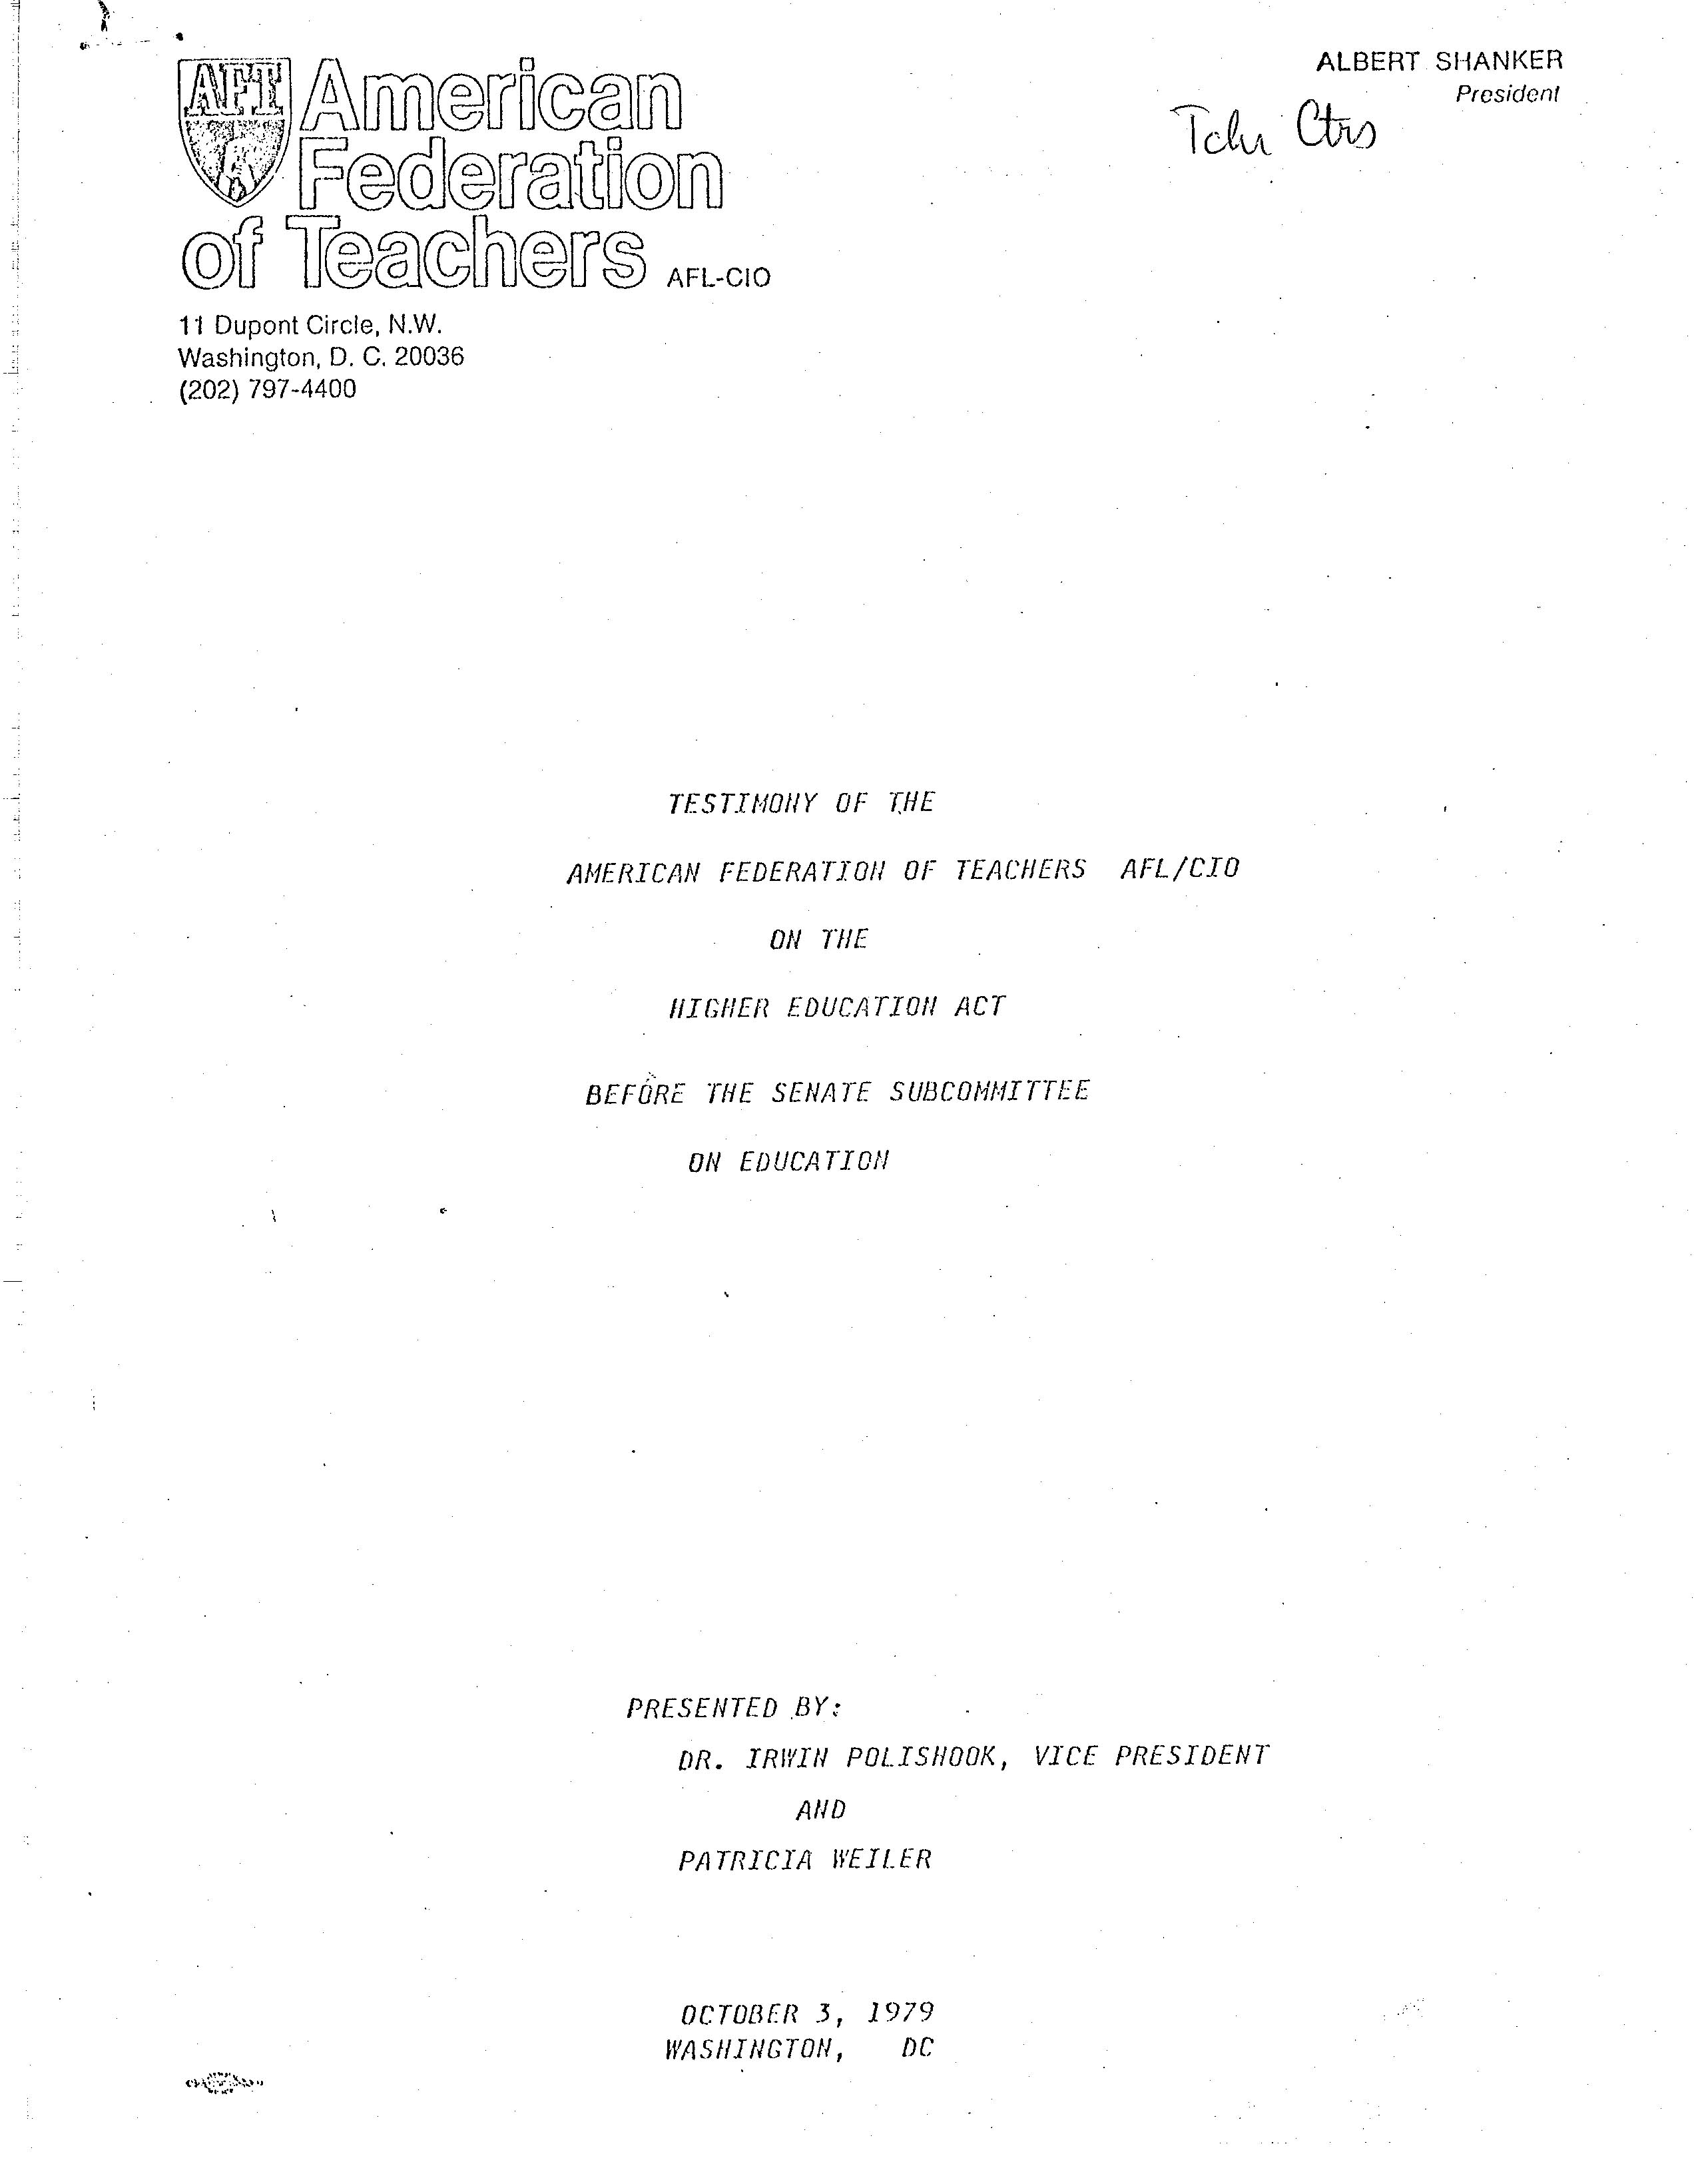 AFT American
Federation
of Teachers AFL-CIO
11 Dupont Circle, N.W.
Washington, D. C. 20036
(202) 797-4400
ALBERT SHANKER
President
Tchr Ctrs
TESTIMONY OF THE
AMERICAN FEDERATION OF TEACHERS AFL/CIO
ON THE
HIGHER EDUCATION ACT
BEFORE THE SENATE SUBCOMMITTEE
ON EDUCATION
PRESENTED BY:
DR. IRWIN POLISHOOK, VICE PRESIDENT
AND
PATRICIA WEILER
OCTOBER 3, 1979
WASHINGTON, DC